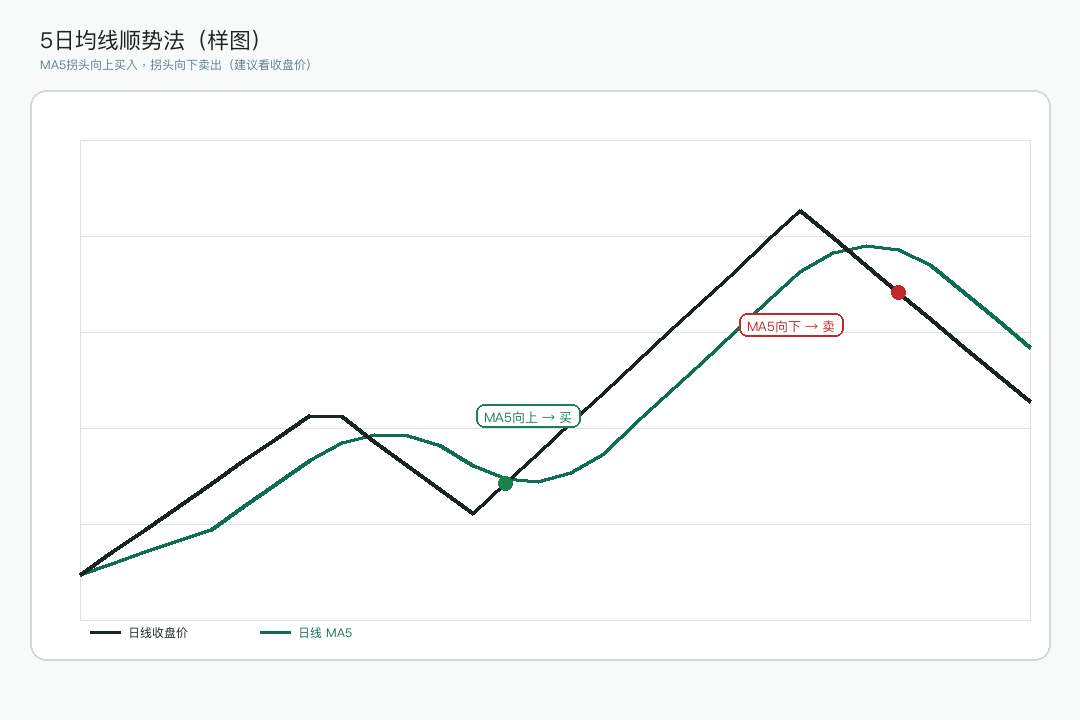 5日均线顺势法（样图）
MA5拐头向上买入，拐头向下卖出（建议看收盘价）
MA5向下 → 卖
MA5向上 → 买
日线收盘价
日线 MA5